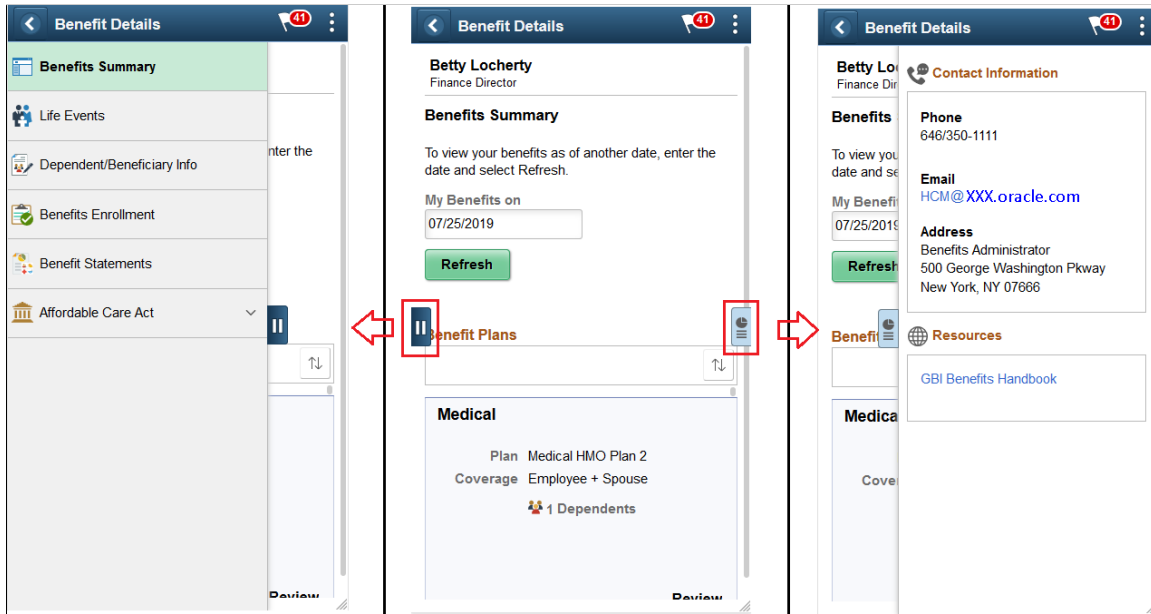 Benefit Details
41
Benefits Summary
Life Events
Dependent/Beneficiary Info
Benefits Enrollment
Benefit Statements
Affordable Care Act
nter the
Review
Benefit Details
41
Betty Locherty
Finance Director
Benefits Summary
To view your benefits as of another date, enter the
date and select Refresh.
My Benefits on
07/25/2019
Refresh
Benefit Plans
Medical
Plan Medical HMO Plan 2
Coverage Employee + Spouse
1 Dependents
Review
Benefit Details
41
Betty Lo
Finance Dir
Benefits
To view you
date and se
My Benefi
07/25/2019
Refresh
Benefit
Medica
Cove
Contact Information
Phone
646/350-1111
Email
HCM@XXX.oracle.com
Address
Benefits Administrator
500 George Washington Pkway
New York, NY 07666
Resources
GBI Benefits Handbook